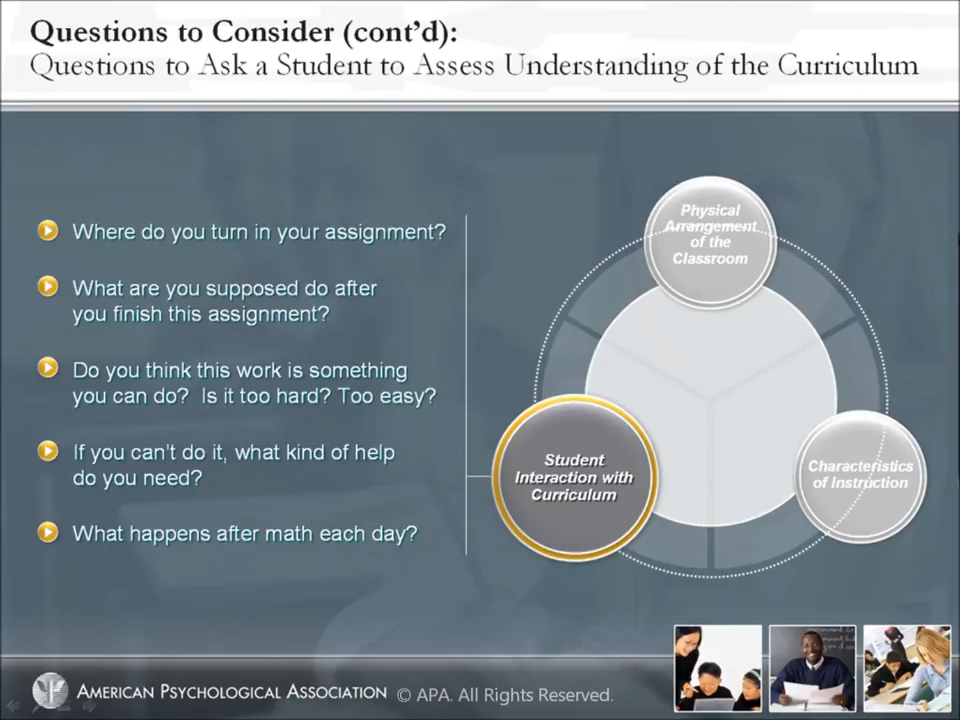 Questions to Consider (cont'd):
Questions to Ask a Student to Assess Understanding of the Curriculum
Where do you turn in your assignment?
What are you supposed do after
you finish this assignment?
Do you think this work is something
you can do? Is it too hard? Too easy?
If you can't do it, what kind of help
do you need?
What happens after math each day?
Physical
Arrangement
of the
Classroom
Student
Interaction with
Curriculum
Characteristics
of Instruction
AMERICAN PSYCHOLOGICAL ASSOCIATION © APA. All Rights Reserved.